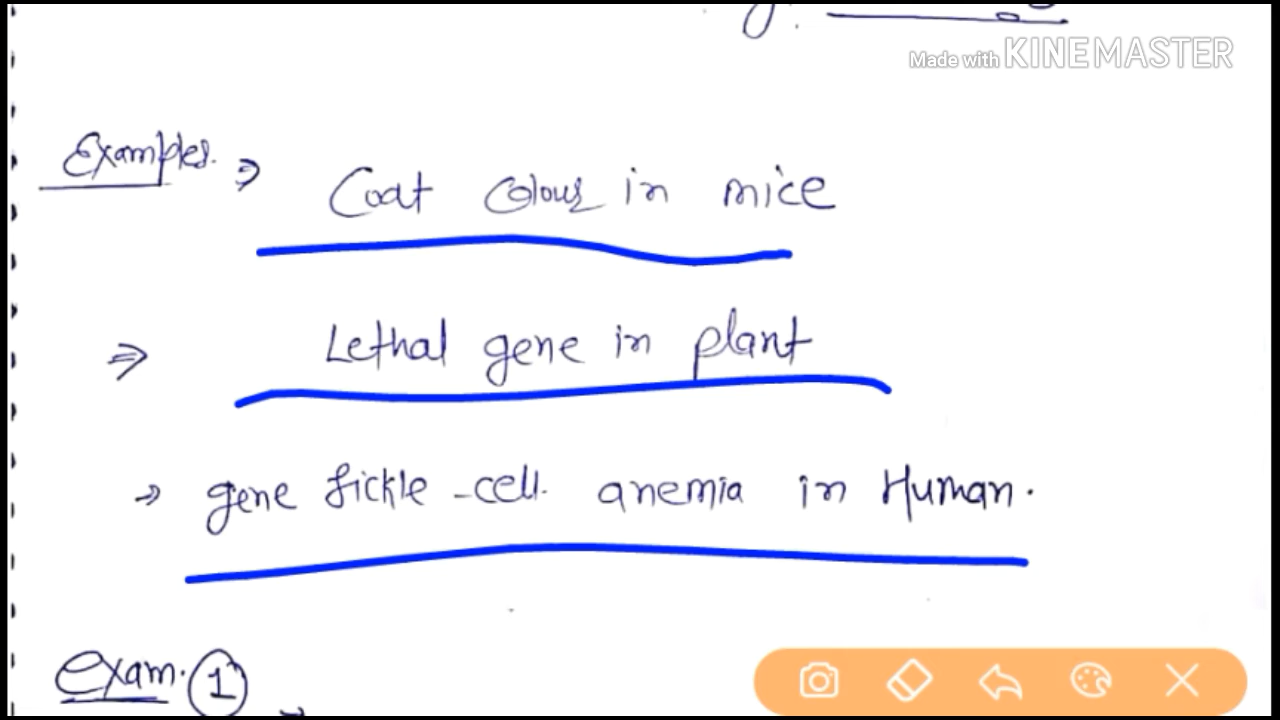 Made with KINEMASTER
Examples. ⇒ Coat Colour in mice
⇒ Lethal gene in plant
→ gene Sickle-cell. anemia in Human.
Exam. 1